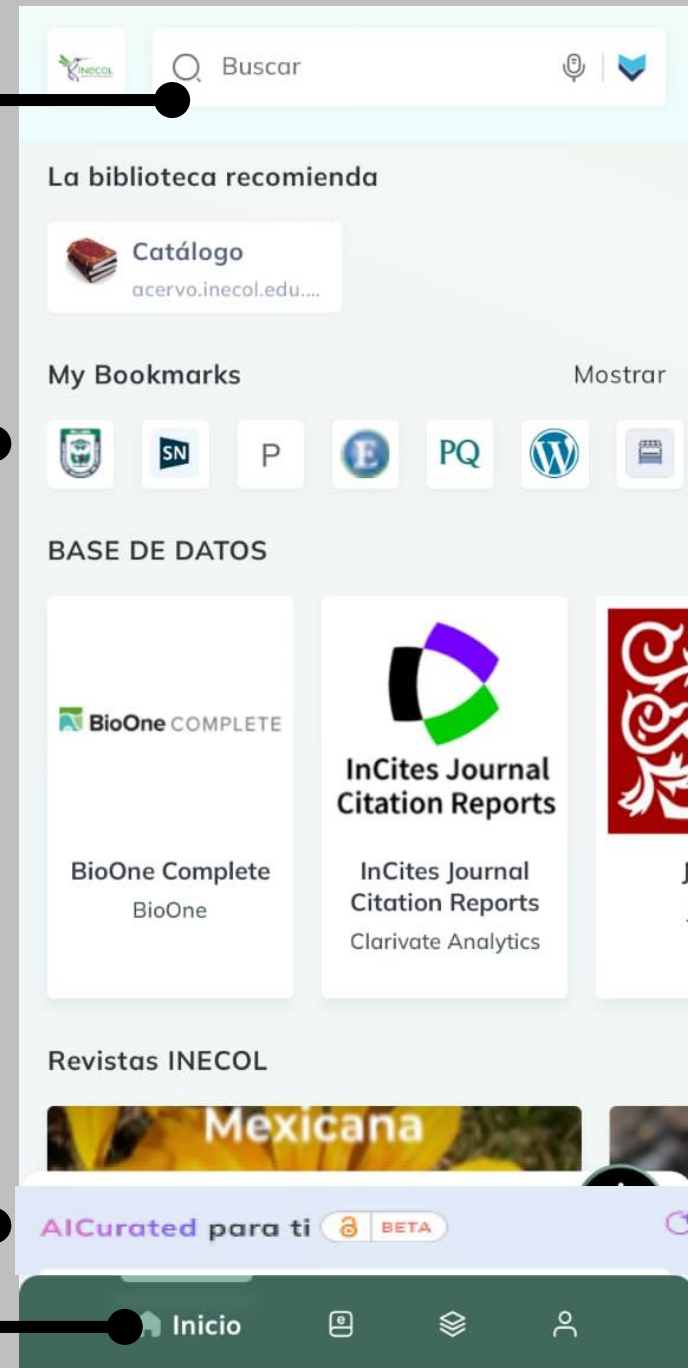 INECOL
Buscar
La biblioteca recomienda
Catálogo
acervo.inecol.edu....
My Bookmarks
Mostrar
SN
P
E
PQ
W
BASE DE DATOS
BioOne COMPLETE
InCites Journal
Citation Reports
BioOne Complete
BioOne
InCites Journal
Citation Reports
Clarivate Analytics
J
Revistas INECOL
Mexicana
AICurated para ti
BETA
Inicio
e